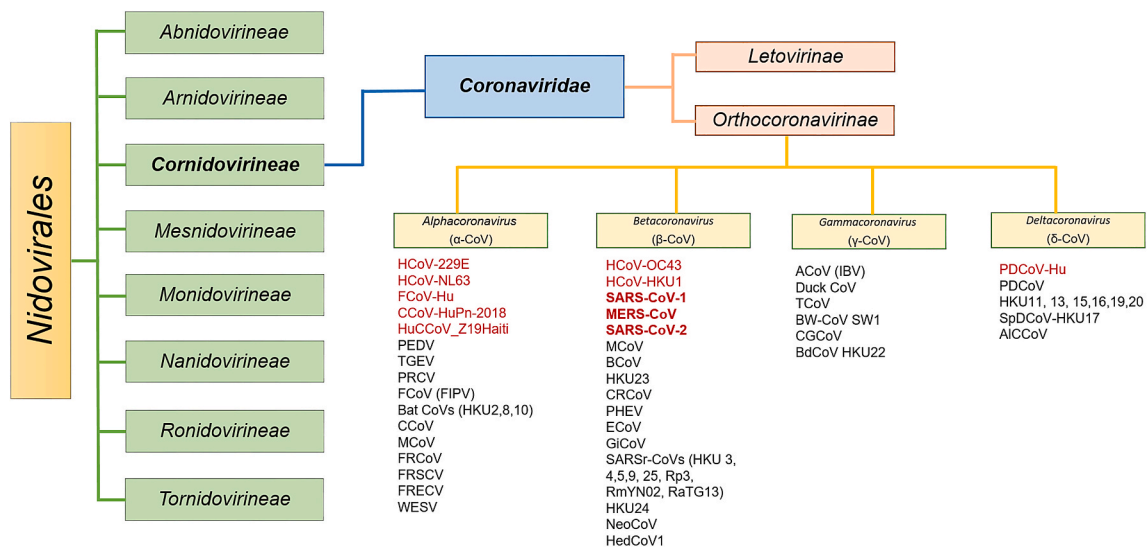 Nidovirales
Abnidovirineae
Arnidovirineae
Cornidovirineae
Mesnidovirineae
Monidovirineae
Nanidovirineae
Ronidovirineae
Tornidovirineae
Coronaviridae
Letovirinae
Orthocoronavirinae
Alphacoronavirus
(α-CoV)
HCoV-229E
HCoV-NL63
FCoV-Hu
CCoV-HuPn-2018
HuCCoV_Z19Haiti
PEDV
TGEV
PRCV
FCoV (FIPV)
Bat CoVs (HKU2,8,10)
CCoV
MCoV
FRCoV
FRSCV
FRECV
WESV
Betacoronavirus
(β-CoV)
HCoV-OC43
HCoV-HKU1
SARS-CoV-1
MERS-CoV
SARS-CoV-2
MCoV
BCoV
HKU23
CRCoV
PHEV
ECoV
GiCoV
SARSr-CoVs (HKU 3,
4,5,9, 25, Rp3,
RmYN02, RaTG13)
HKU24
NeoCoV
HedCoV1
Gammacoronavirus
(γ-CoV)
ACoV (IBV)
Duck CoV
TCoV
BW-CoV SW1
CGCoV
BdCoV HKU22
Deltacoronavirus
(δ-CoV)
PDCoV-Hu
PDCoV
HKU11, 13, 15,16,19,20
SpDCoV-HKU17
AlCCoV